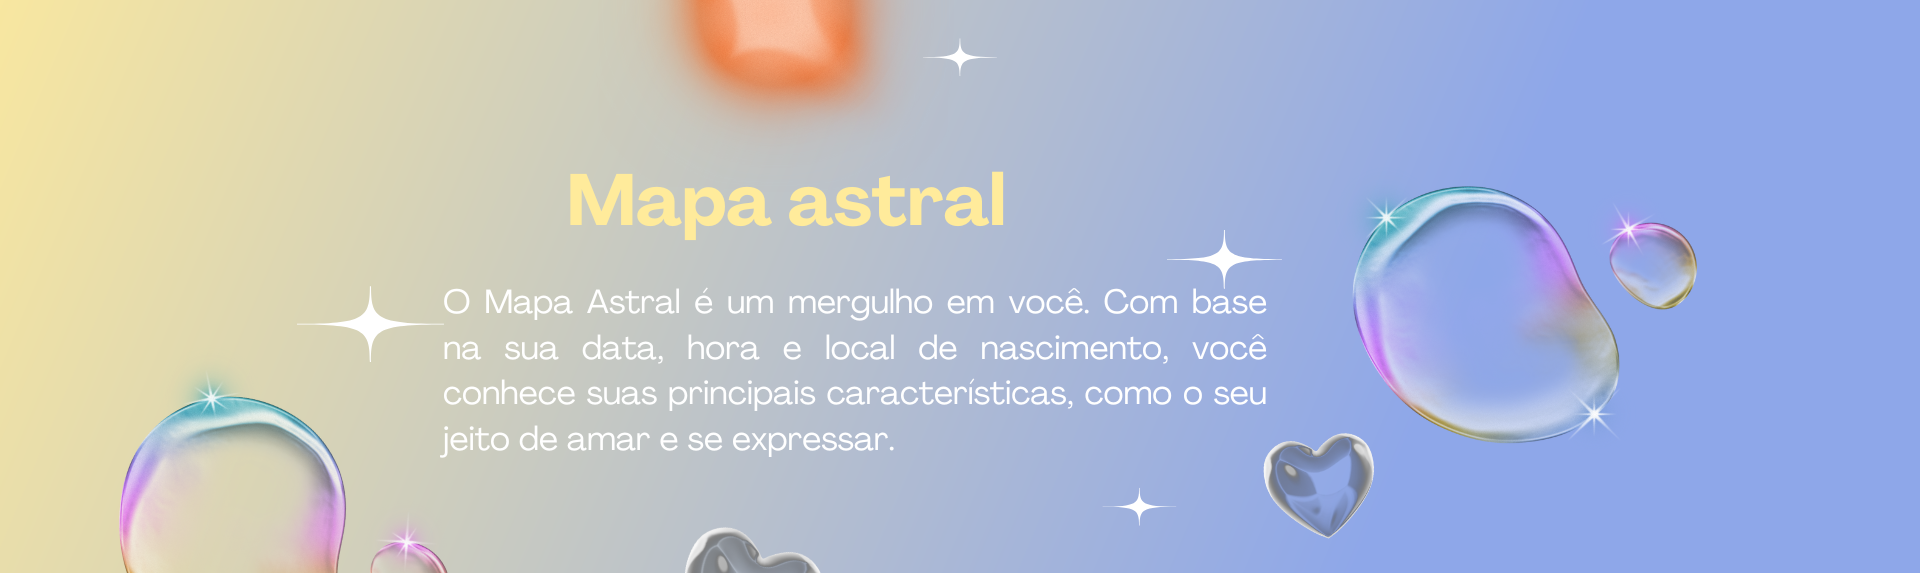 Mapa astral
O Mapa Astral é um mergulho em você. Com base
na sua data, hora e local de nascimento, você
conhece suas principais características, como o seu
jeito de amar e se expressar.